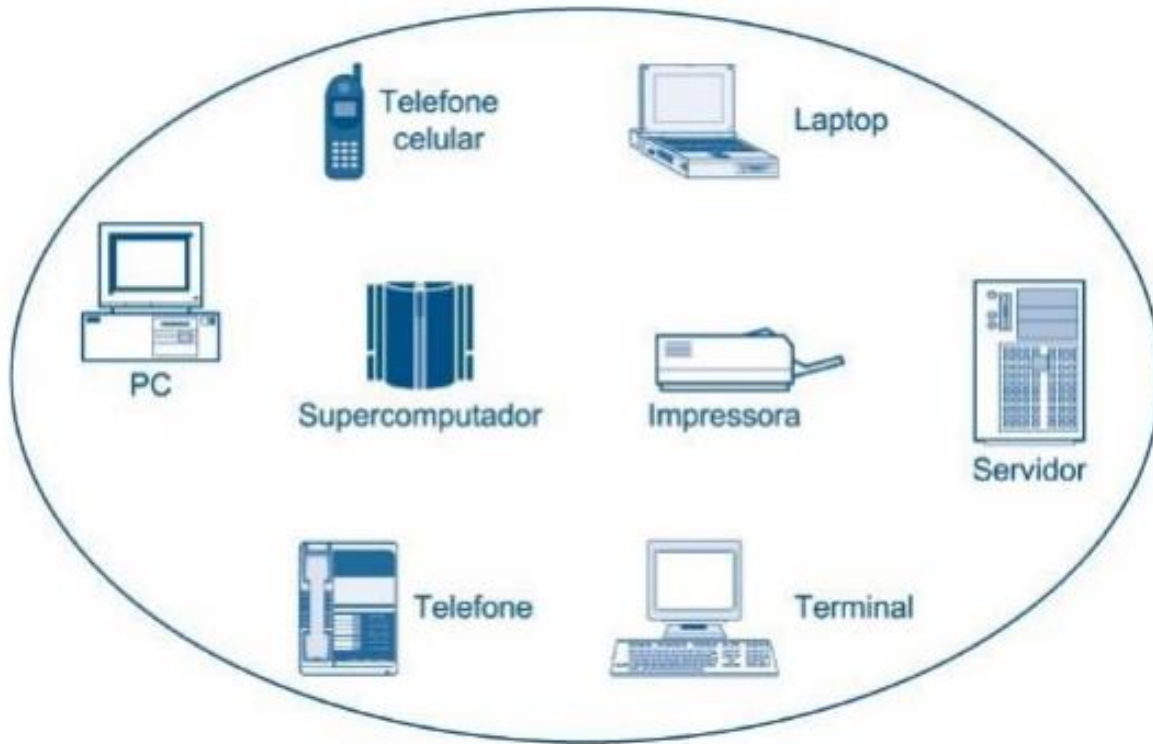 Telefone
celular
Laptop
PC
Supercomputador
Impressora
Servidor
Telefone
Terminal